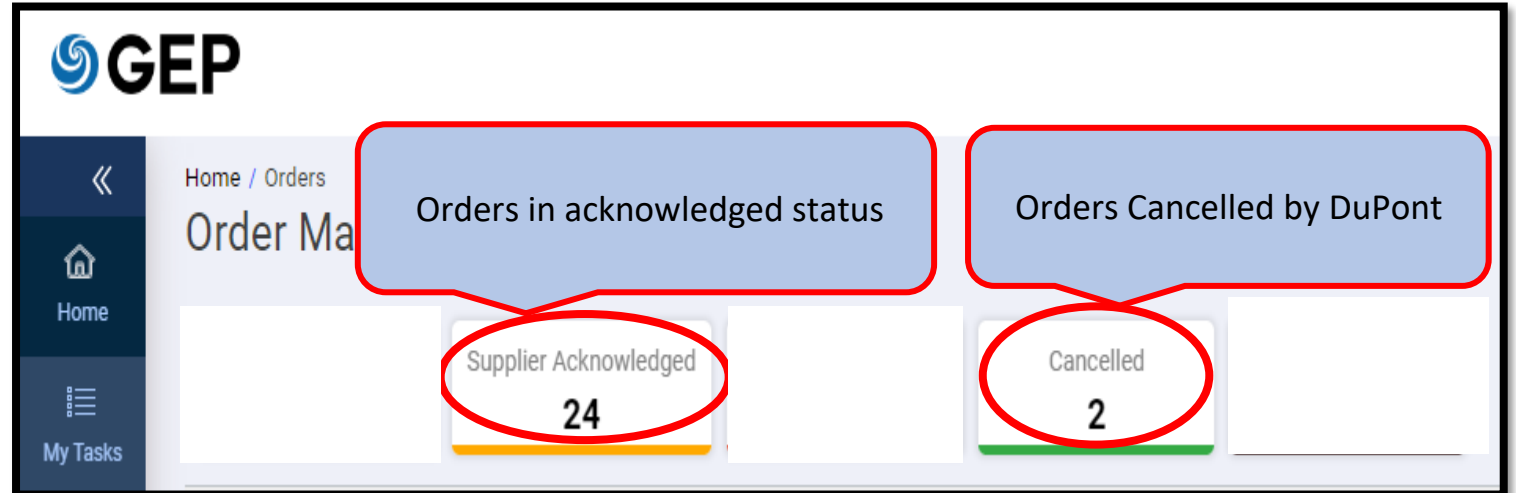 GEP
Home / Orders
Order Ma
Orders in acknowledged status
Orders Cancelled by DuPont
Home
My Tasks
Supplier Acknowledged
24
Cancelled
2